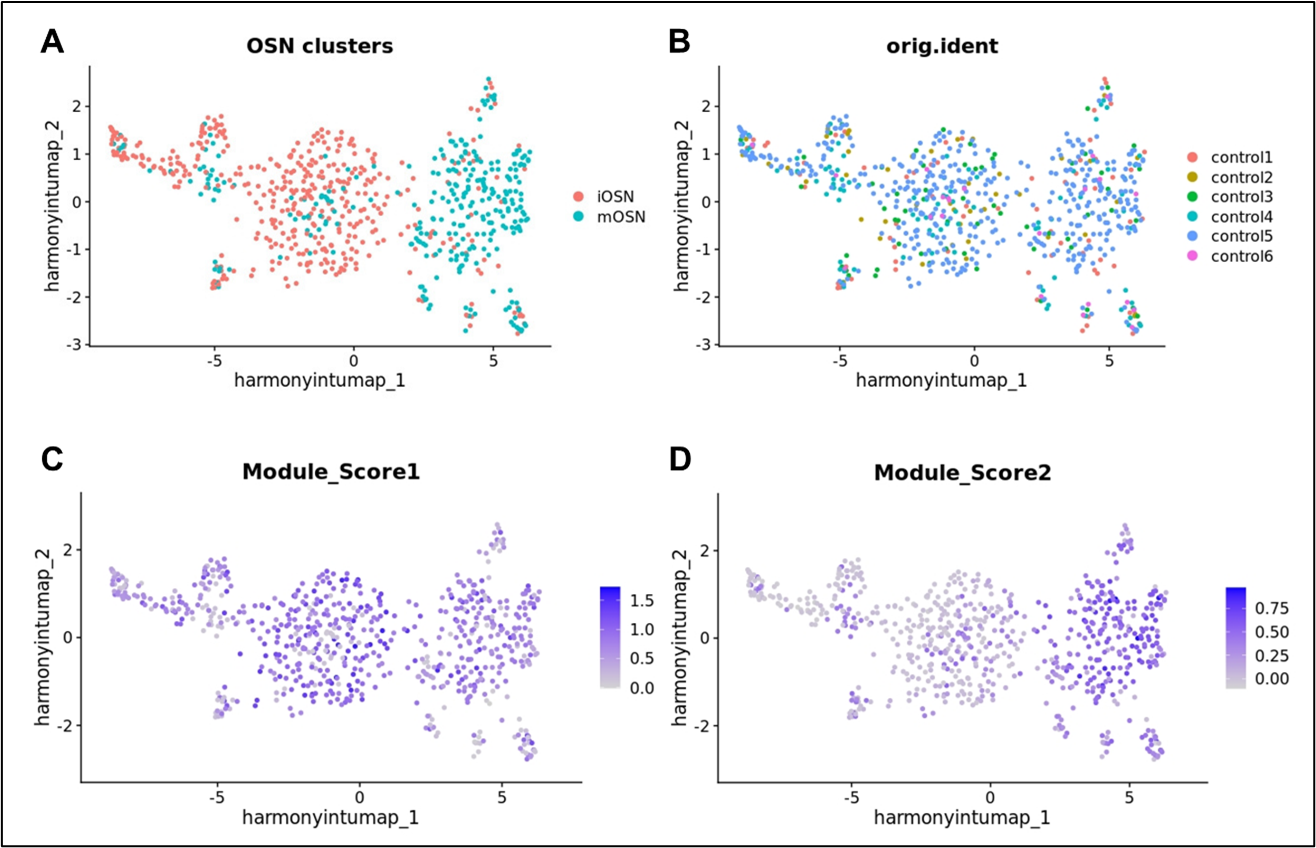 A
OSN clusters
harmonyintumap_2
2
1
0
-1
-2
-3
-5
0
5
harmonyintumap_1
iOSN
mOSN
B
orig.ident
harmonyintumap_2
2
1
0
-1
-2
-3
-5
0
5
harmonyintumap_1
control1
control2
control3
control4
control5
control6
C
Module_Score1
harmonyintumap_2
2
0
-2
-5
0
5
harmonyintumap_1
1.5
1.0
0.5
0.0
D
Module_Score2
harmonyintumap_2
2
0
-2
-5
0
5
harmonyintumap_1
0.75
0.50
0.25
0.00